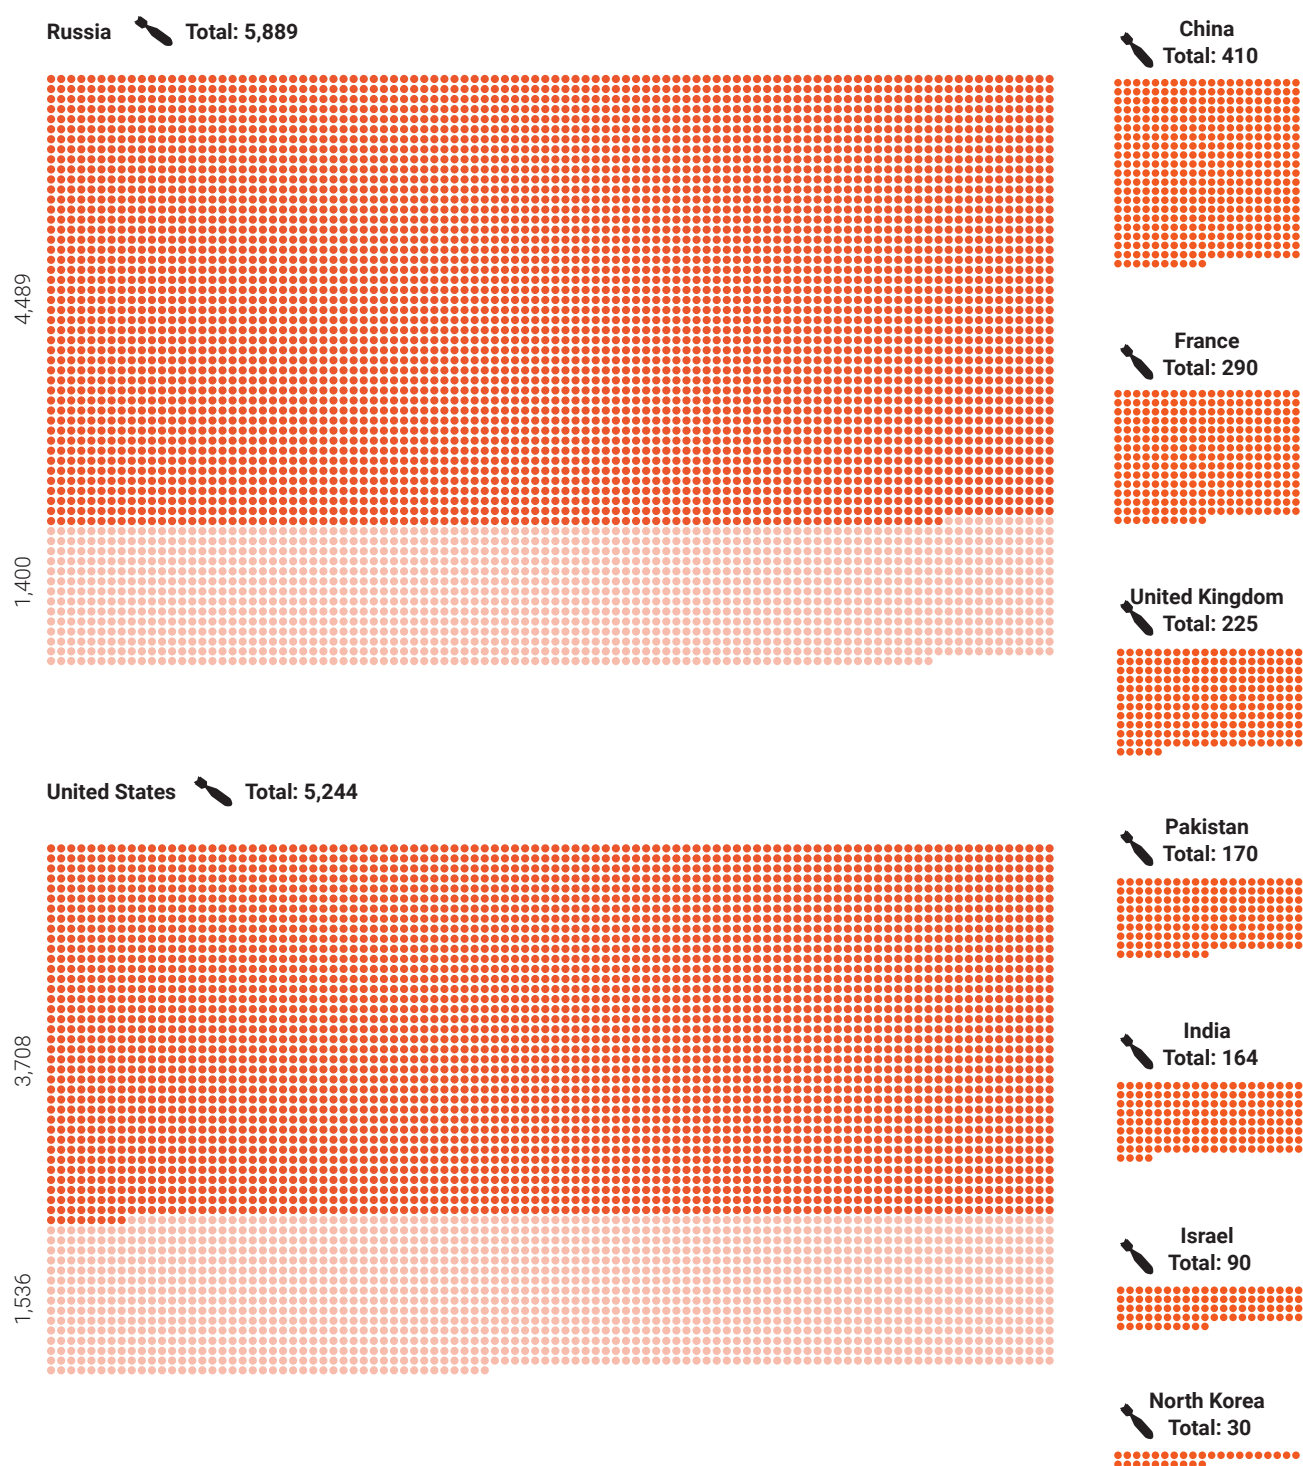 Russia Total: 5,889
4,489
1,400
United States Total: 5,244
3,708
1,536
China
Total: 410
France
Total: 290
United Kingdom
Total: 225
Pakistan
Total: 170
India
Total: 164
Israel
Total: 90
North Korea
Total: 30